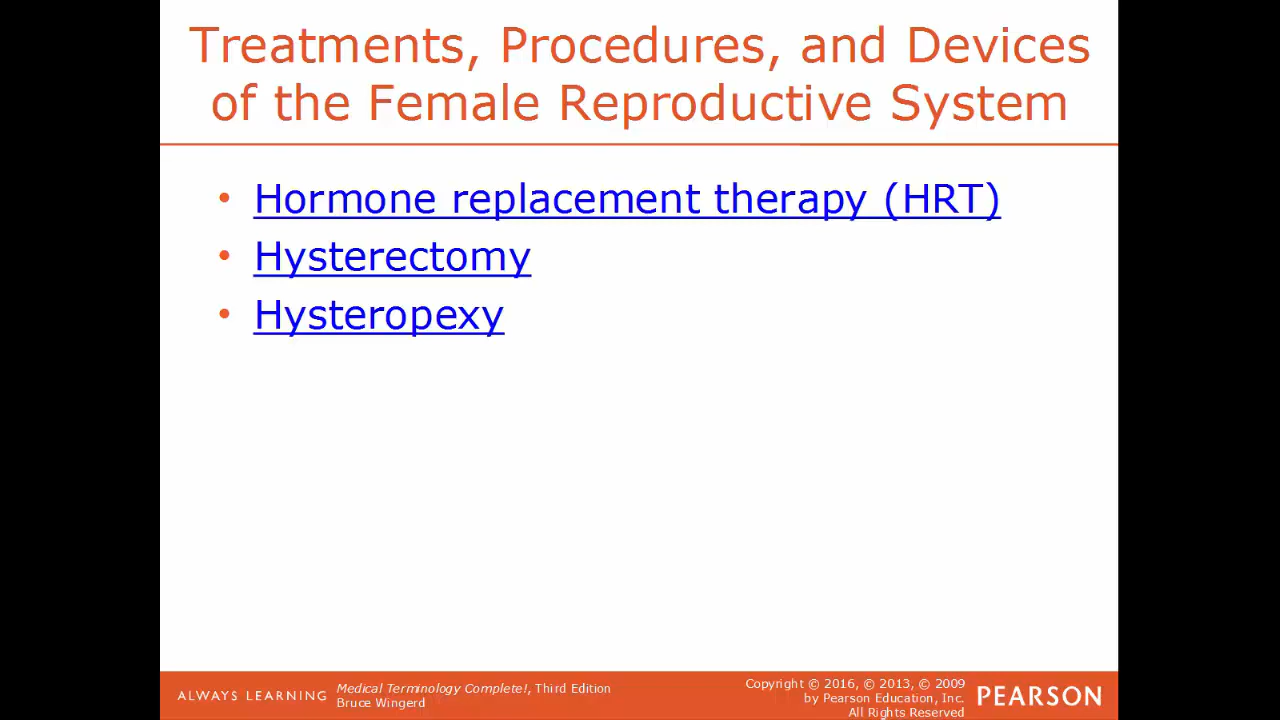 Treatments, Procedures, and Devices
of the Female Reproductive System
• Hormone replacement therapy (HRT)
• Hysterectomy
• Hysteropexy
ALWAYS LEARNING
Medical Terminology Complete!, Third Edition
Bruce Wingerd
Copyright © 2016, © 2013, © 2009
by Pearson Education, Inc.
All Rights Reserved
PEARSON